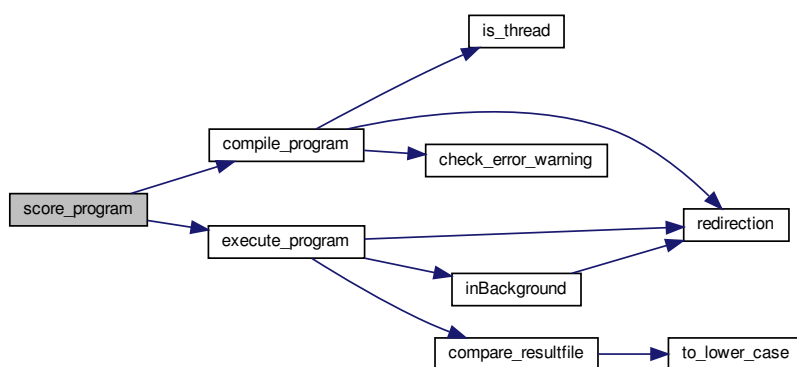 is_thread
compile_program
check_error_warning
score_program
redirection
execute_program
inBackground
compare_resultfile
to_lower_case